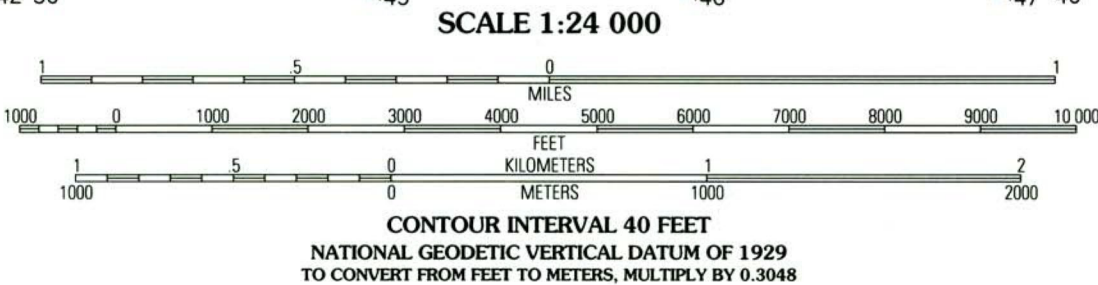 SCALE 1:24 000
1 .5 0 1
MILES
1000 0 1000 2000 3000 4000 5000 6000 7000 8000 9000 10 000
FEET
1 .5 0 KILOMETERS 1 2
1000 0 METERS 1000 2000
CONTOUR INTERVAL 40 FEET
NATIONAL GEODETIC VERTICAL DATUM OF 1929
TO CONVERT FROM FEET TO METERS, MULTIPLY BY 0.3048